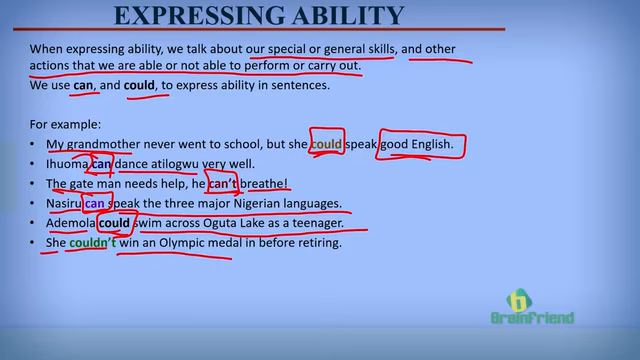 EXPRESSING ABILITY
When expressing ability, we talk about our special or general skills, and other
actions that we are able or not able to perform or carry out.
We use can, and could, to express ability in sentences.
For example:
• My grandmother never went to school, but she could speak good English.
• Ihuoma can dance atilogwu very well.
• The gate man needs help, he can't breathe!
• Nasiru can speak the three major Nigerian languages.
• Ademola could swim across Oguta Lake as a teenager.
• She couldn't win an Olympic medal in before retiring.
b
BrainFriend